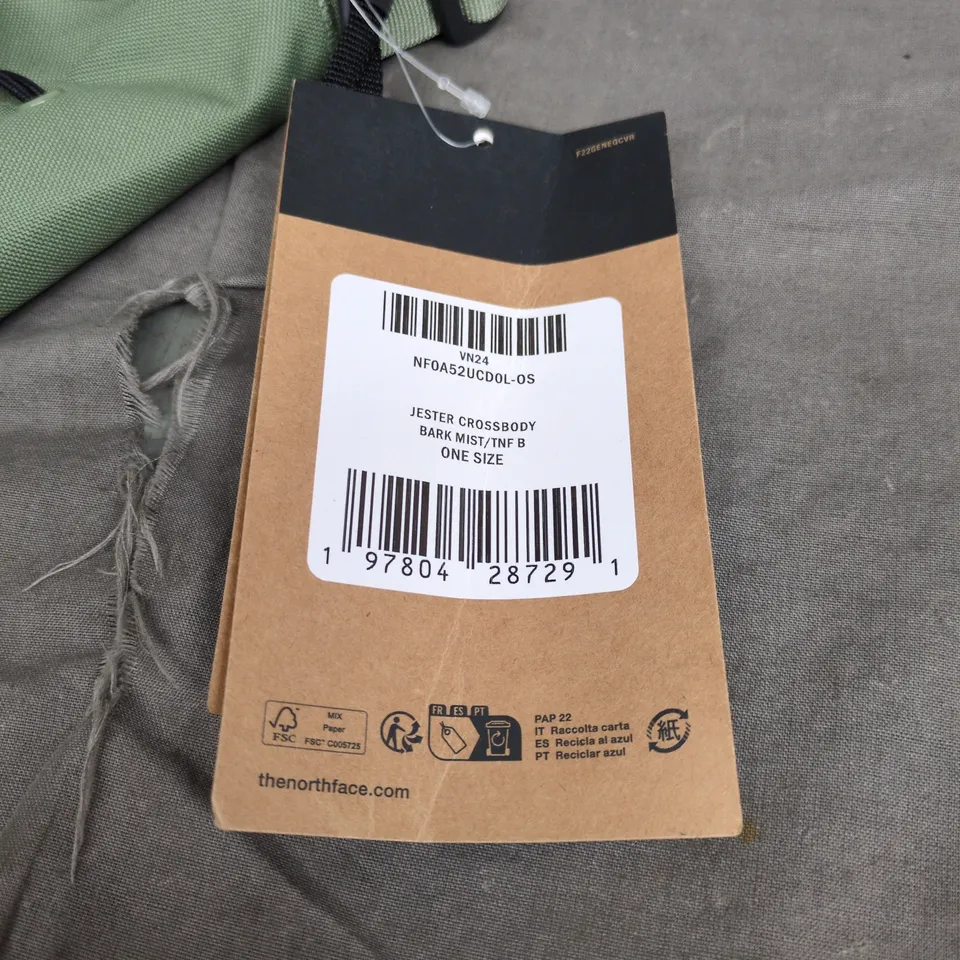 F22GENEQCVR
VN24
NF0A52UCD0L-OS
JESTER CROSSBODY
BARK MIST/TNF B
ONE SIZE
1 97804 28729 1
FR ES PT
MIX
Paper
FSC
FSC® C005725
PAP 22
IT Raccolta carta
ES Recicla al azul
PT Reciclar azul
紙
thenorthface.com